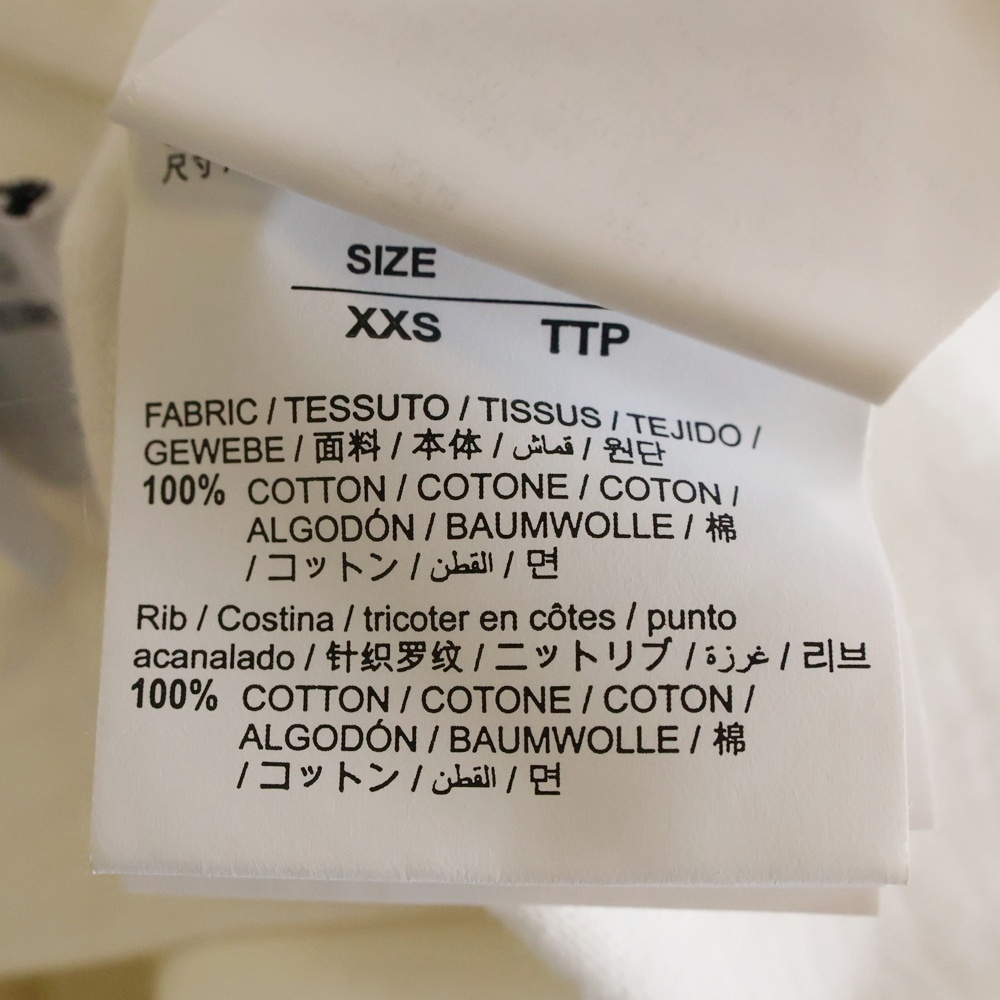 尺寸
SIZE
XXS TTP
FABRIC / TESSUTO / TISSUS / TEJIDO /
GEWEBE / 面料 / 本体 / قماش / 원단
100% COTTON / COTONE / COTON /
ALGODÓN / BAUMWOLLE / 棉
/ コットン / القطن / 면
Rib / Costina / tricoter en côtes / punto
acanalado / 针织罗纹 / ニットリブ / غرزة / 리브
100% COTTON / COTONE / COTON /
ALGODÓN / BAUMWOLLE / 棉
/ コットン / القطن / 면